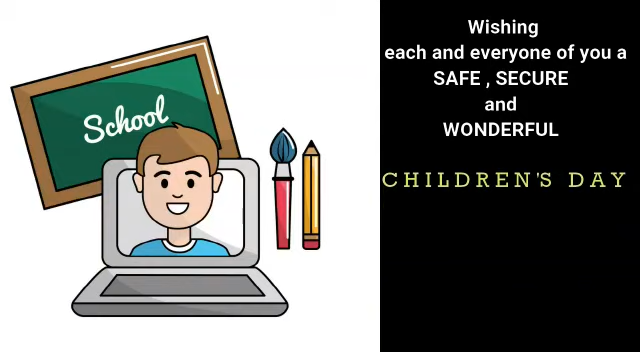 School
Wishing
each and everyone of you a
SAFE , SECURE
and
WONDERFUL
CHILDREN'S DAY